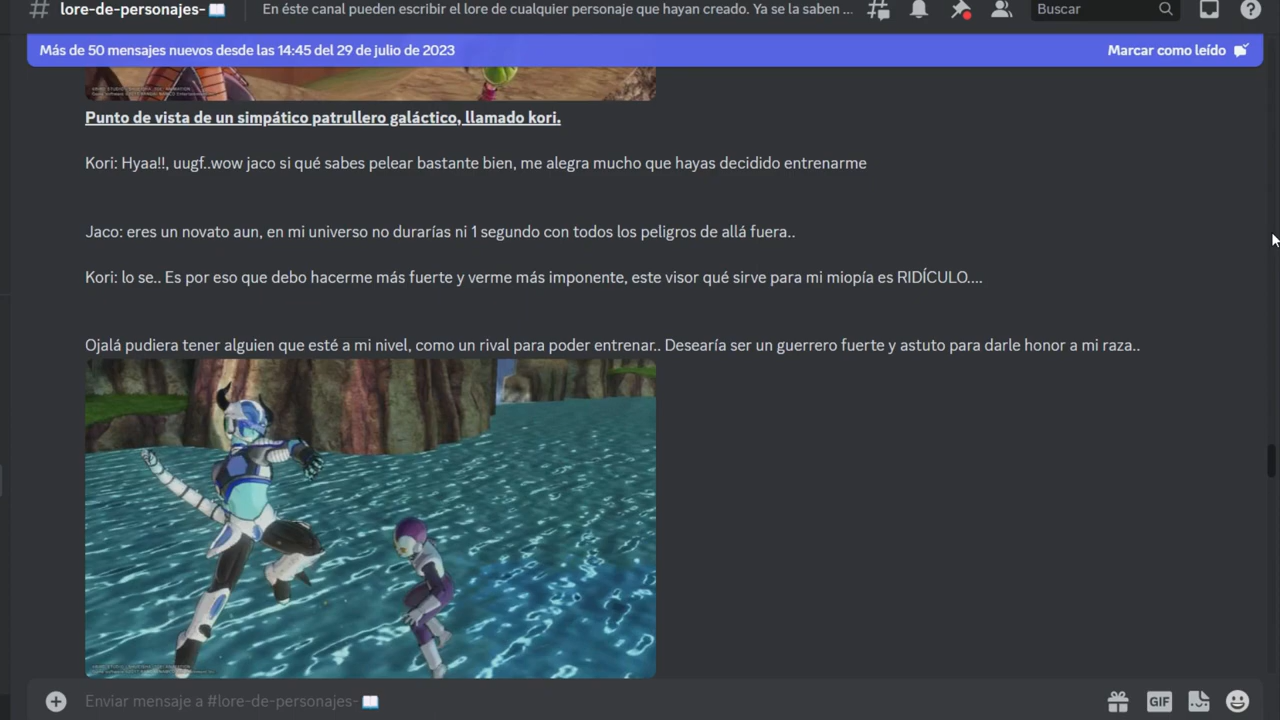 # lore-de-personajes-📖
En éste canal pueden escribir el lore de cualquier personaje que hayan creado. Ya se la saben ...
Buscar
Más de 50 mensajes nuevos desde las 14:45 del 29 de julio de 2023
Marcar como leído
Punto de vista de un simpático patrullero galáctico, llamado kori.
Kori: Hyaa!!, uugf..wow jaco si qué sabes pelear bastante bien, me alegra mucho que hayas decidido entrenarme
Jaco: eres un novato aun, en mi universo no durarías ni 1 segundo con todos los peligros de allá fuera..
Kori: lo se.. Es por eso que debo hacerme más fuerte y verme más imponente, este visor qué sirve para mi miopía es RIDÍCULO....
Ojalá pudiera tener alguien que esté a mi nivel, como un rival para poder entrenar.. Desearía ser un guerrero fuerte y astuto para darle honor a mi raza..
Enviar mensaje a #lore-de-personajes-📖
GIF